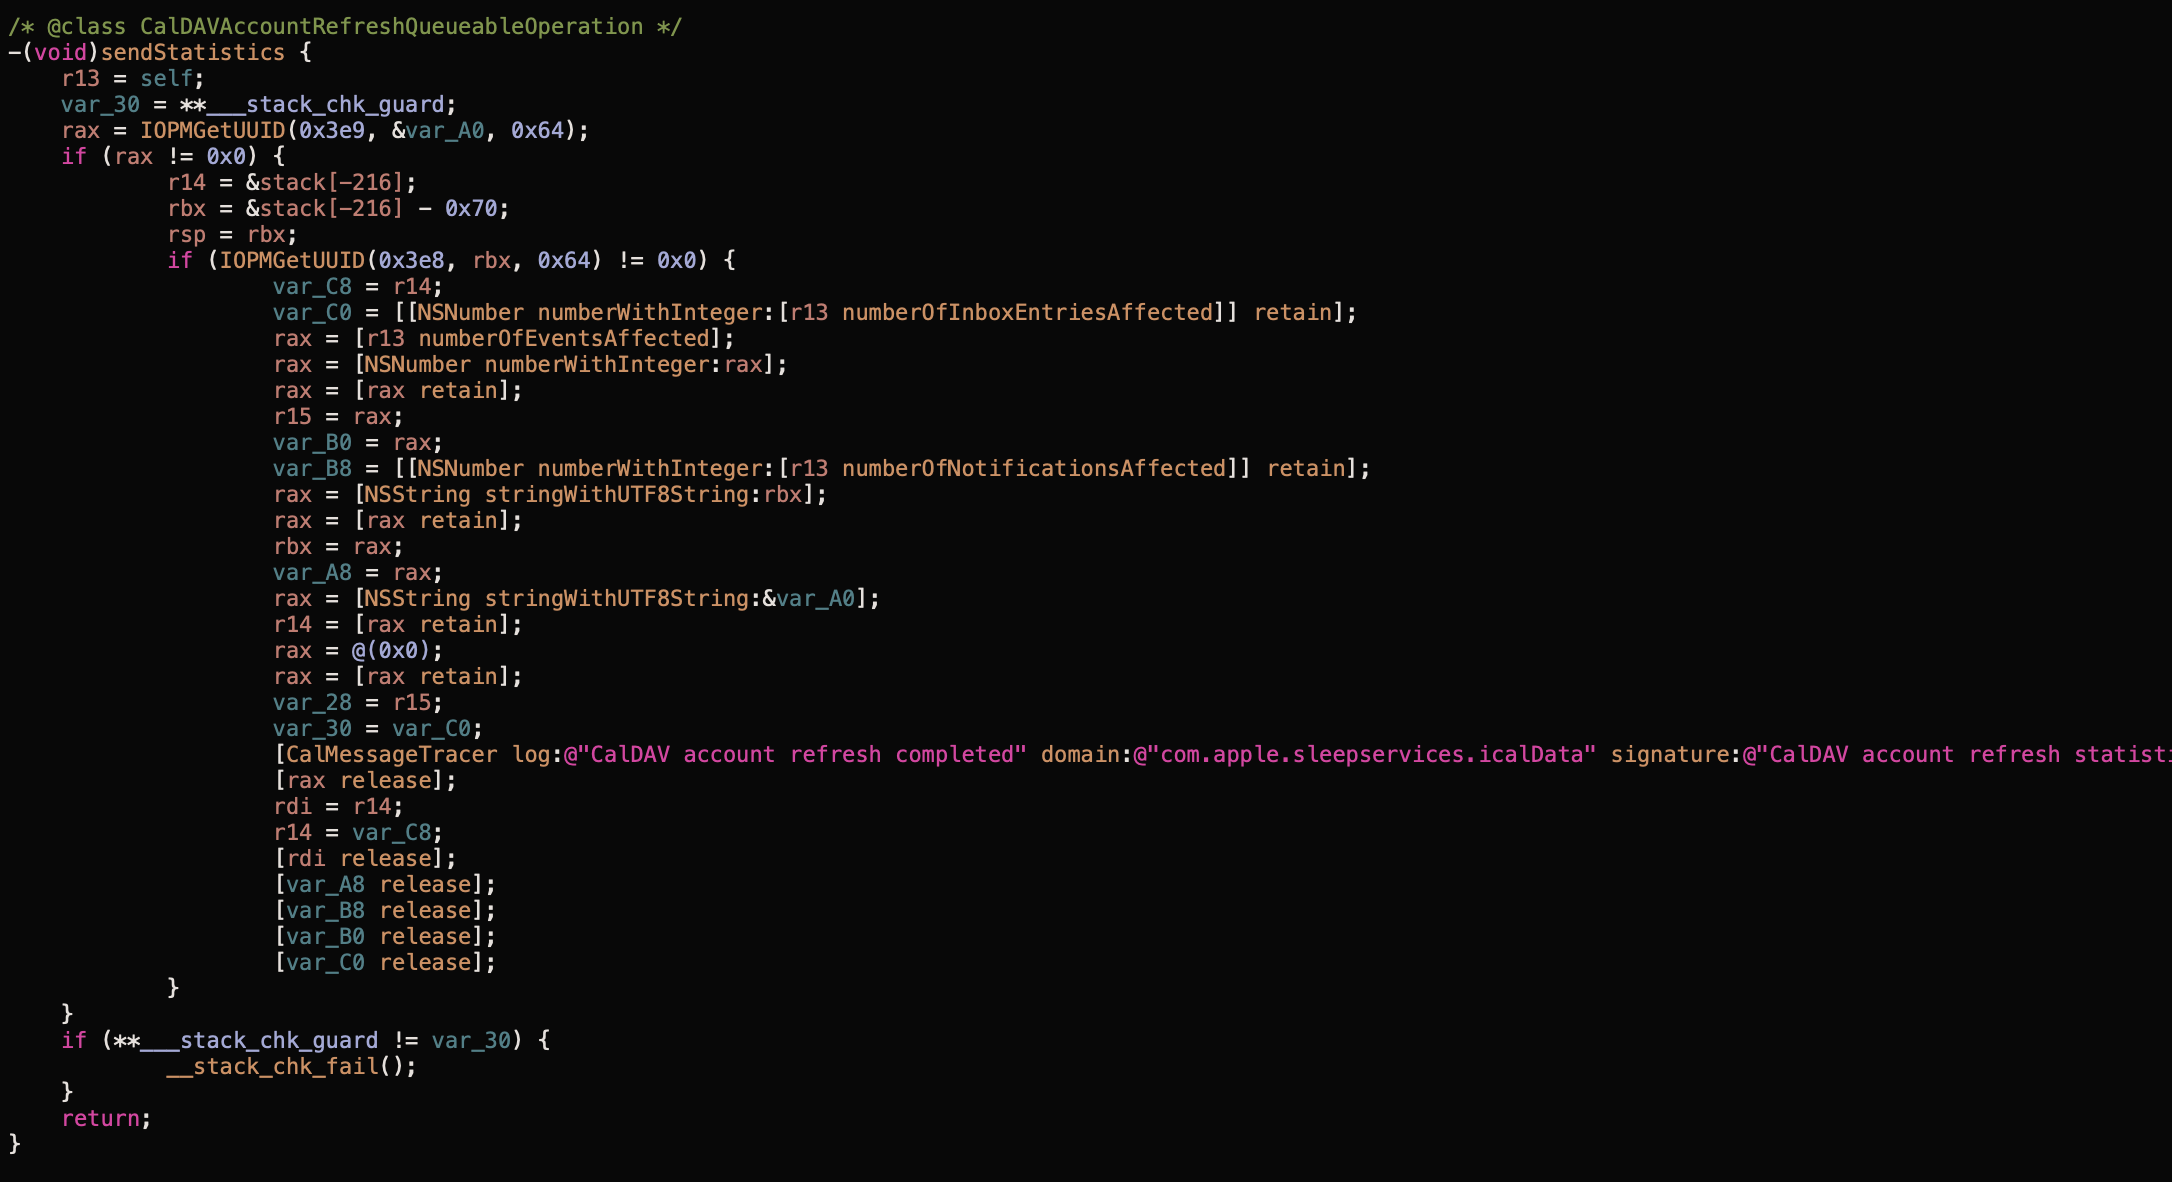 /* @class CalDAVAccountRefreshQueueableOperation */
-(void)sendStatistics {
    r13 = self;
    var_30 = **___stack_chk_guard;
    rax = IOPMGetUUID(0x3e9, &var_A0, 0x64);
    if (rax != 0x0) {
            r14 = &stack[-216];
            rbx = &stack[-216] - 0x70;
            rsp = rbx;
            if (IOPMGetUUID(0x3e8, rbx, 0x64) != 0x0) {
                    var_C8 = r14;
                    var_C0 = [[NSNumber numberWithInteger:[r13 numberOfInboxEntriesAffected]] retain];
                    rax = [r13 numberOfEventsAffected];
                    rax = [NSNumber numberWithInteger:rax];
                    rax = [rax retain];
                    r15 = rax;
                    var_B0 = rax;
                    var_B8 = [[NSNumber numberWithInteger:[r13 numberOfNotificationsAffected]] retain];
                    rax = [NSString stringWithUTF8String:rbx];
                    rax = [rax retain];
                    rbx = rax;
                    var_A8 = rax;
                    rax = [NSString stringWithUTF8String:&var_A0];
                    r14 = [rax retain];
                    rax = @(0x0);
                    rax = [rax retain];
                    var_28 = r15;
                    var_30 = var_C0;
                    [CalMessageTracer log:@"CalDAV account refresh completed" domain:@"com.apple.sleepservices.icalData" signature:@"CalDAV account refresh statisti
                    [rax release];
                    rdi = r14;
                    r14 = var_C8;
                    [rdi release];
                    [var_A8 release];
                    [var_B8 release];
                    [var_B0 release];
                    [var_C0 release];
            }
    }
    if (**___stack_chk_guard != var_30) {
            __stack_chk_fail();
    }
    return;
}